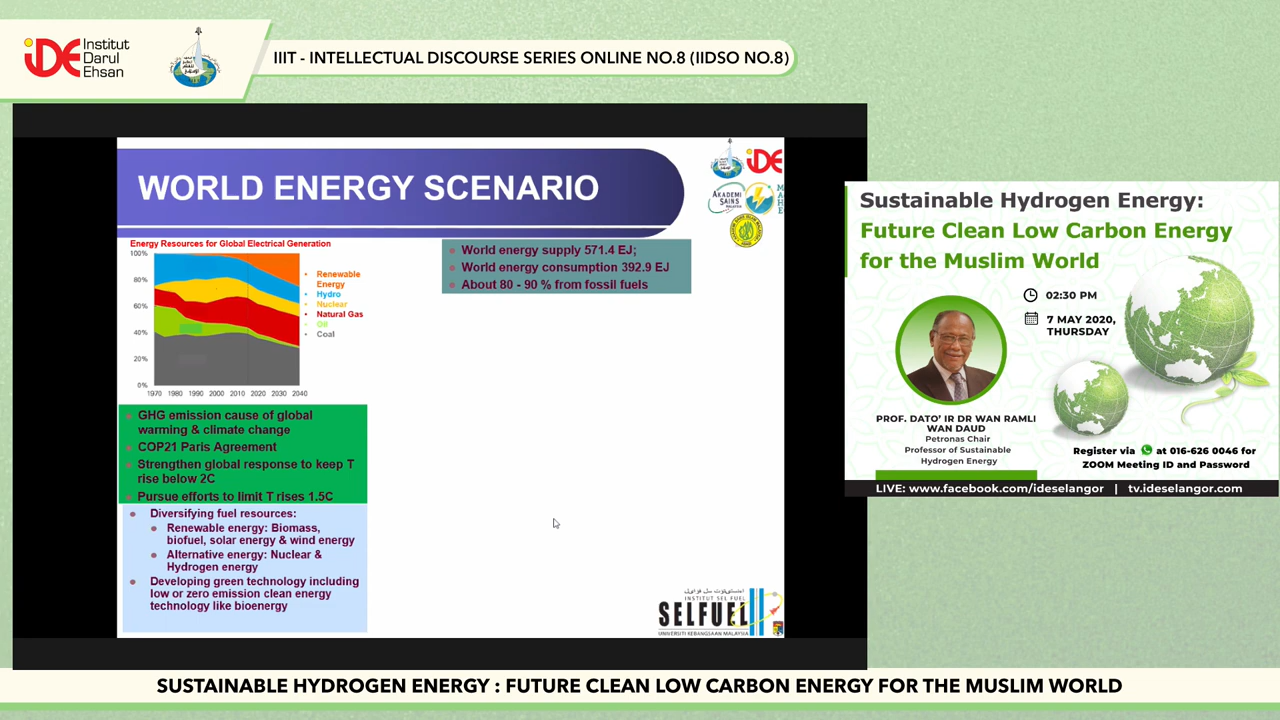 iDE Institut
Darul
Ehsan
IIIT - INTELLECTUAL DISCOURSE SERIES ONLINE NO.8 (IIDSO NO.8)
WORLD ENERGY SCENARIO
iDE
AKADEMI
SAINS
MALAYSIA
Energy Resources for Global Electrical Generation
100%
80%
60%
40%
20%
0%
1970 1980 1990 2000 2010 2020 2030 2040
• Renewable
Energy
• Hydro
• Nuclear
• Natural Gas
• Oil
• Coal
World energy supply 571.4 EJ;
World energy consumption 392.9 EJ
About 80 - 90 % from fossil fuels
GHG emission cause of global
warming & climate change
COP21 Paris Agreement
Strengthen global response to keep T
rise below 2C
Pursue efforts to limit T rises 1.5C
Diversifying fuel resources:
Renewable energy: Biomass,
biofuel, solar energy & wind energy
Alternative energy: Nuclear &
Hydrogen energy
Developing green technology including
low or zero emission clean energy
technology like bioenergy
INSTITUT SEL FUEL
SELFUEL
UNIVERSITI KEBANGSAAN MALAYSIA
Sustainable Hydrogen Energy:
Future Clean Low Carbon Energy
for the Muslim World
02:30 PM
7 MAY 2020,
THURSDAY
PROF. DATO’ IR DR WAN RAMLI
WAN DAUD
Petronas Chair
Professor of Sustainable
Hydrogen Energy
Register via at 016-626 0046 for
ZOOM Meeting ID and Password
LIVE: www.facebook.com/ideselangor | tv.ideselangor.com
SUSTAINABLE HYDROGEN ENERGY : FUTURE CLEAN LOW CARBON ENERGY FOR THE MUSLIM WORLD